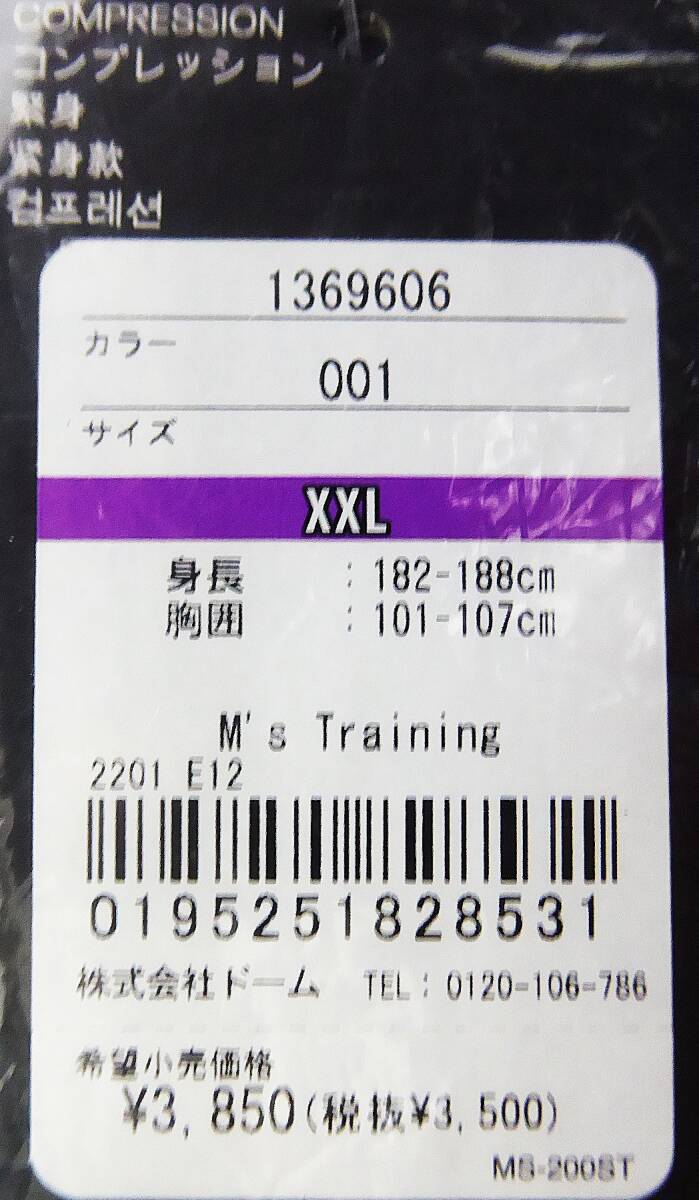 COMPRESSION
コンプレッション
緊身
紧身款
컴프레션
1369606
カラー
001
サイズ
XXL
身長 : 182-188cm
胸囲 : 101-107cm
M's Training
2201 E12
0195251828531
株式会社ドーム TEL: 0120-106-786
希望小売価格
¥3,850(税抜¥3,500)
MS-200ST